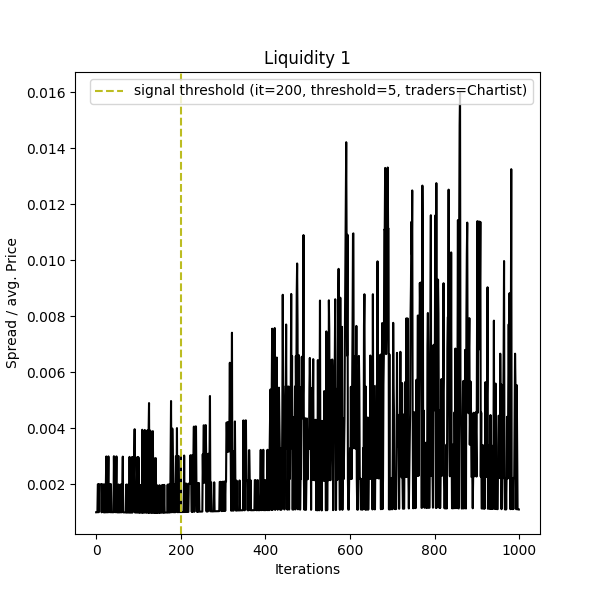 Liquidity 1
signal threshold (it=200, threshold=5, traders=Chartist)
0.016
0.014
0.012
0.010
0.008
0.006
0.004
0.002
Spread / avg. Price
0 200 400 600 800 1000
Iterations